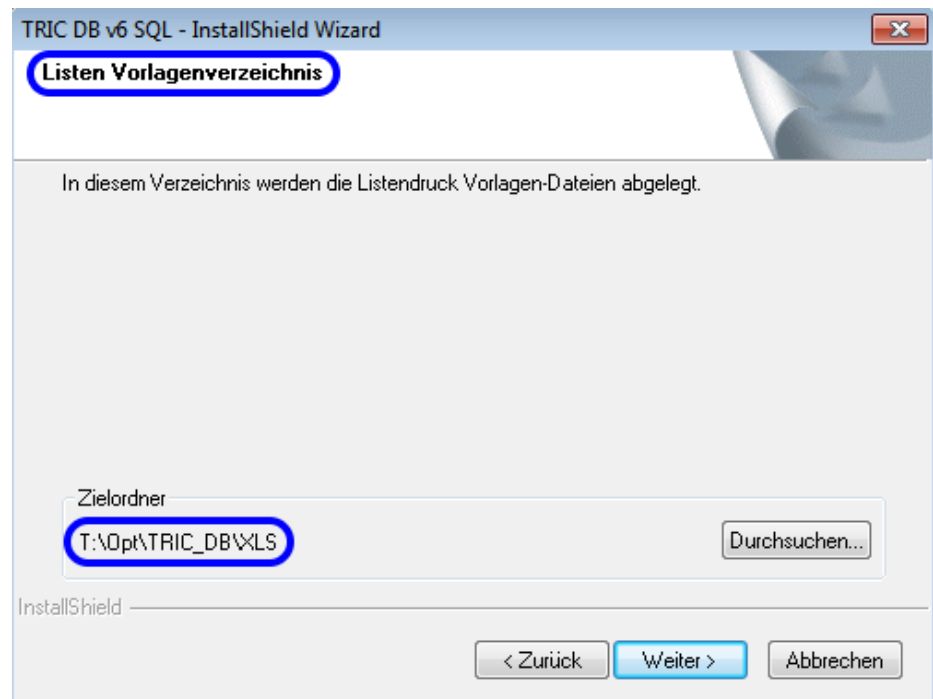 TRIC DB v6 SQL - InstallShield Wizard
Listen Vorlagenverzeichnis
In diesem Verzeichnis werden die Listendruck Vorlagen-Dateien abgelegt.
Zielordner
T:\Opt\TRIC_DB\XLS
Durchsuchen...
InstallShield
< Zurück
Weiter >
Abbrechen